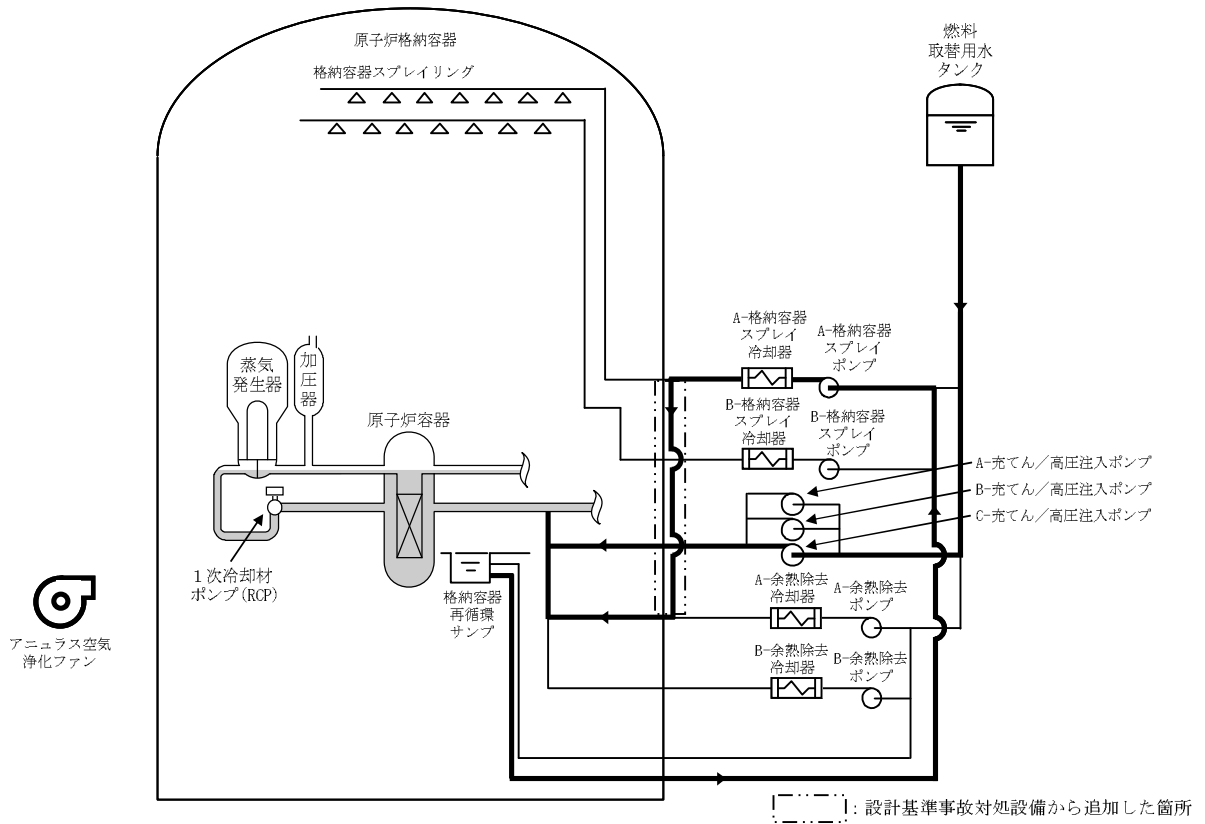 原子炉格納容器
格納容器スプレイリング
燃料
取替用水
タンク
A-格納容器
スプレイ
冷却器
A-格納容器
スプレイ
ポンプ
蒸気
発生器
加
圧
器
原子炉容器
B-格納容器
スプレイ
冷却器
B-格納容器
スプレイ
ポンプ
A-充てん／高圧注入ポンプ
B-充てん／高圧注入ポンプ
C-充てん／高圧注入ポンプ
1次冷却材
ポンプ(RCP)
格納容器
再循環
サンプ
A-余熱除去
冷却器
A-余熱除去
ポンプ
アニュラス空気
浄化ファン
B-余熱除去
冷却器
B-余熱除去
ポンプ
：設計基準事故対処設備から追加した箇所